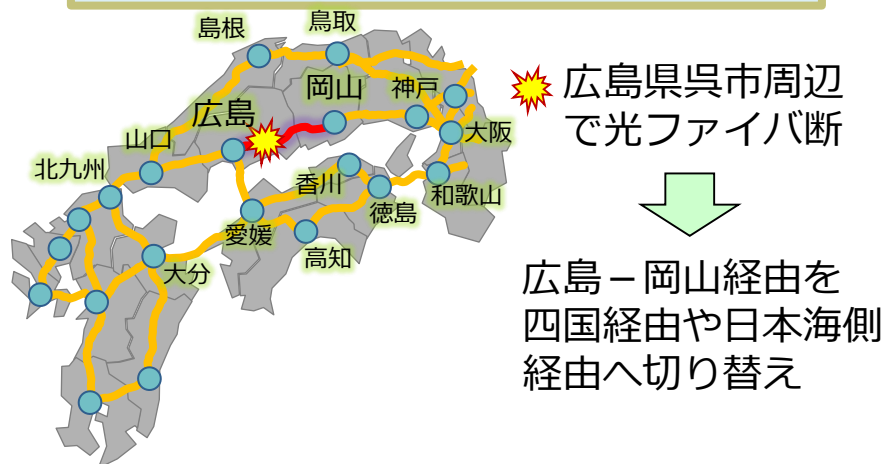 島根
鳥取
岡山
神戸
広島
山口
大阪
北九州
香川
和歌山
徳島
愛媛
高知
大分
広島県呉市周辺
で光ファイバ断
広島－岡山経由を
四国経由や日本海側
経由へ切り替え